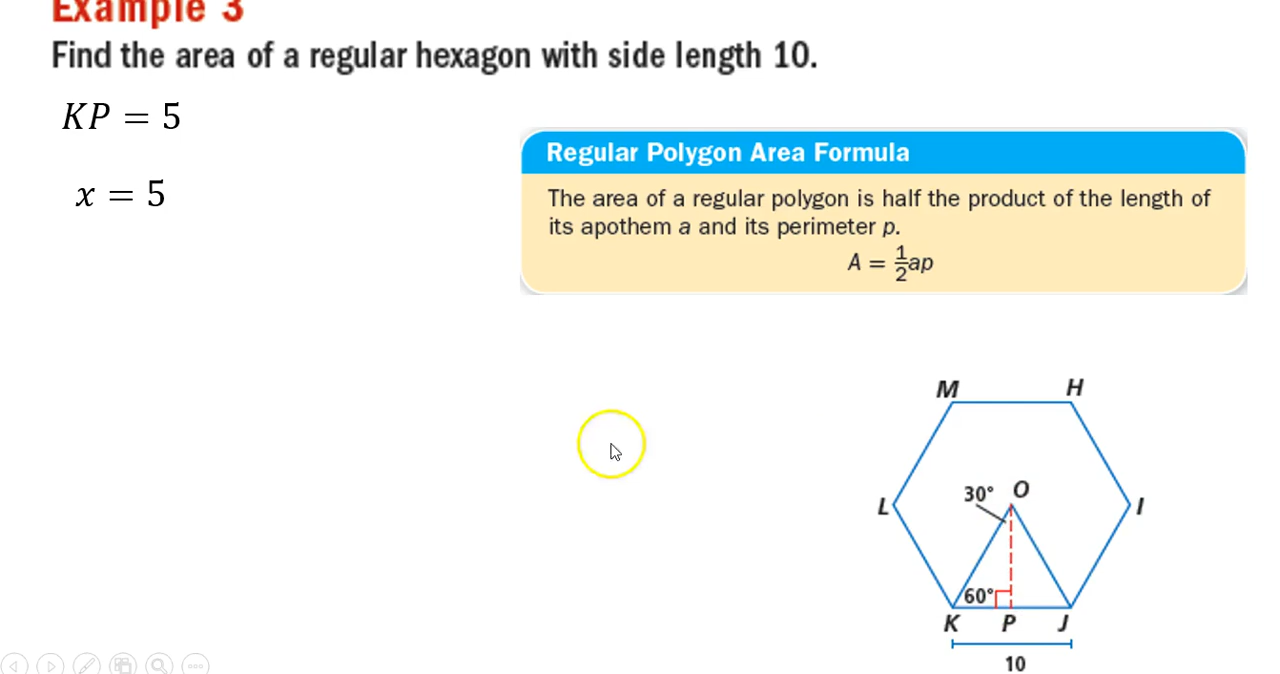 Example 3
Find the area of a regular hexagon with side length 10.
KP = 5
x = 5
Regular Polygon Area Formula
The area of a regular polygon is half the product of the length of
its apothem a and its perimeter p.
A = ½ap
M H
30° O
L I
60°
K P J
10